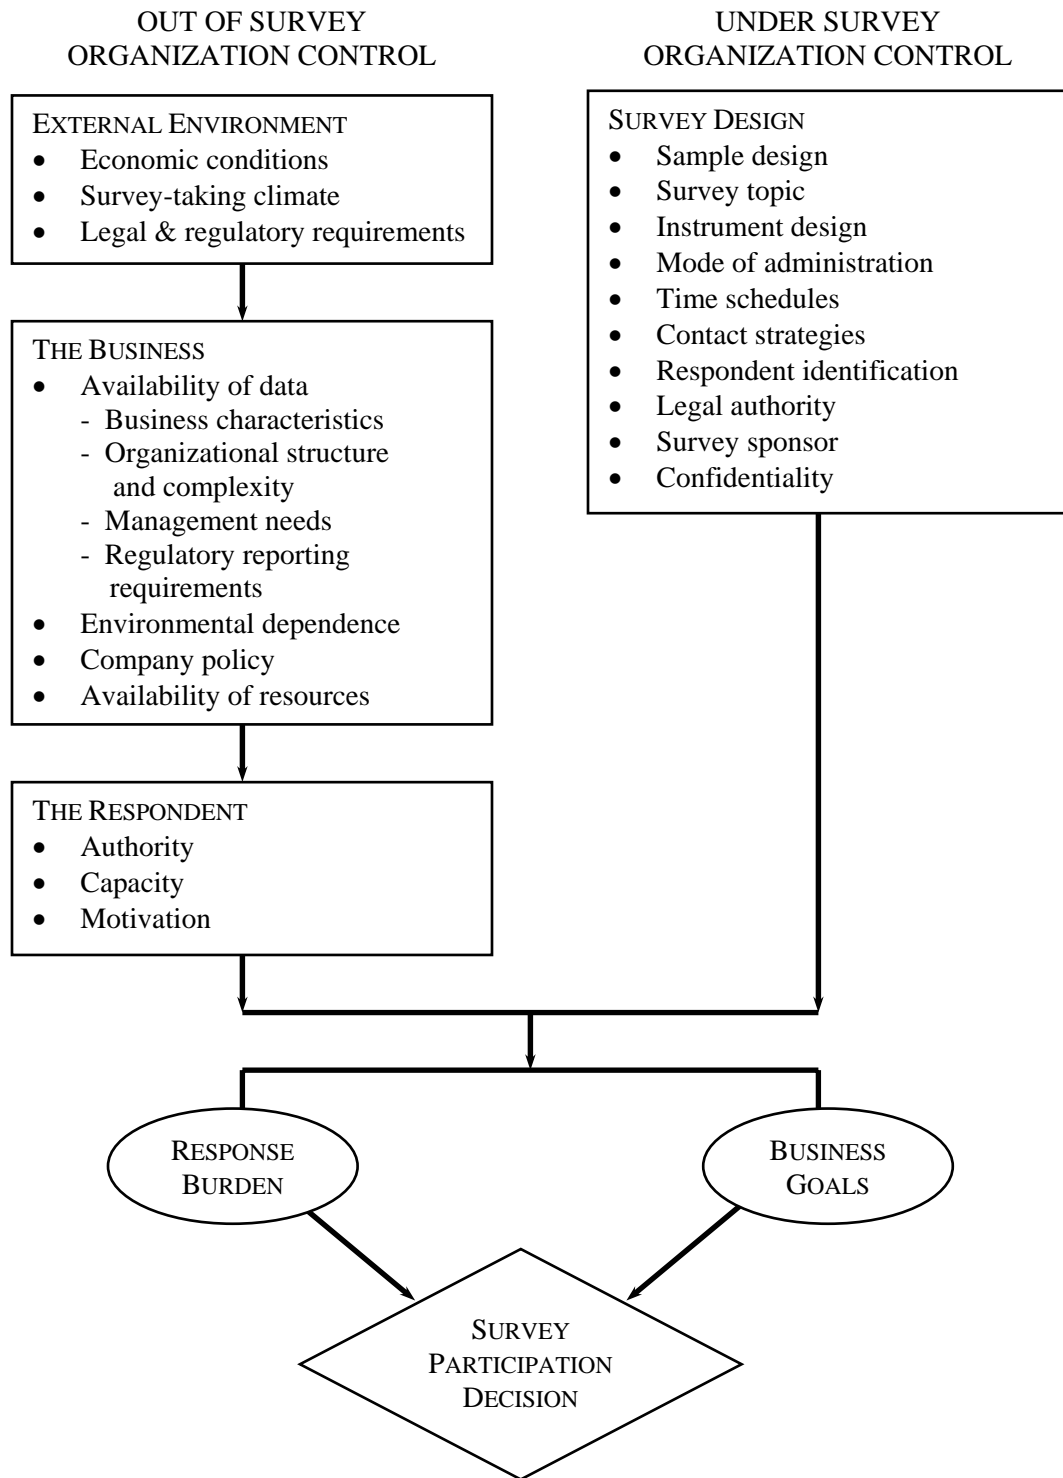 OUT OF SURVEY
ORGANIZATION CONTROL
EXTERNAL ENVIRONMENT
• Economic conditions
• Survey-taking climate
• Legal & regulatory requirements
THE BUSINESS
• Availability of data
- Business characteristics
- Organizational structure
and complexity
- Management needs
- Regulatory reporting
requirements
• Environmental dependence
• Company policy
• Availability of resources
THE RESPONDENT
• Authority
• Capacity
• Motivation
UNDER SURVEY
ORGANIZATION CONTROL
SURVEY DESIGN
• Sample design
• Survey topic
• Instrument design
• Mode of administration
• Time schedules
• Contact strategies
• Respondent identification
• Legal authority
• Survey sponsor
• Confidentiality
RESPONSE
BURDEN
BUSINESS
GOALS
SURVEY
PARTICIPATION
DECISION